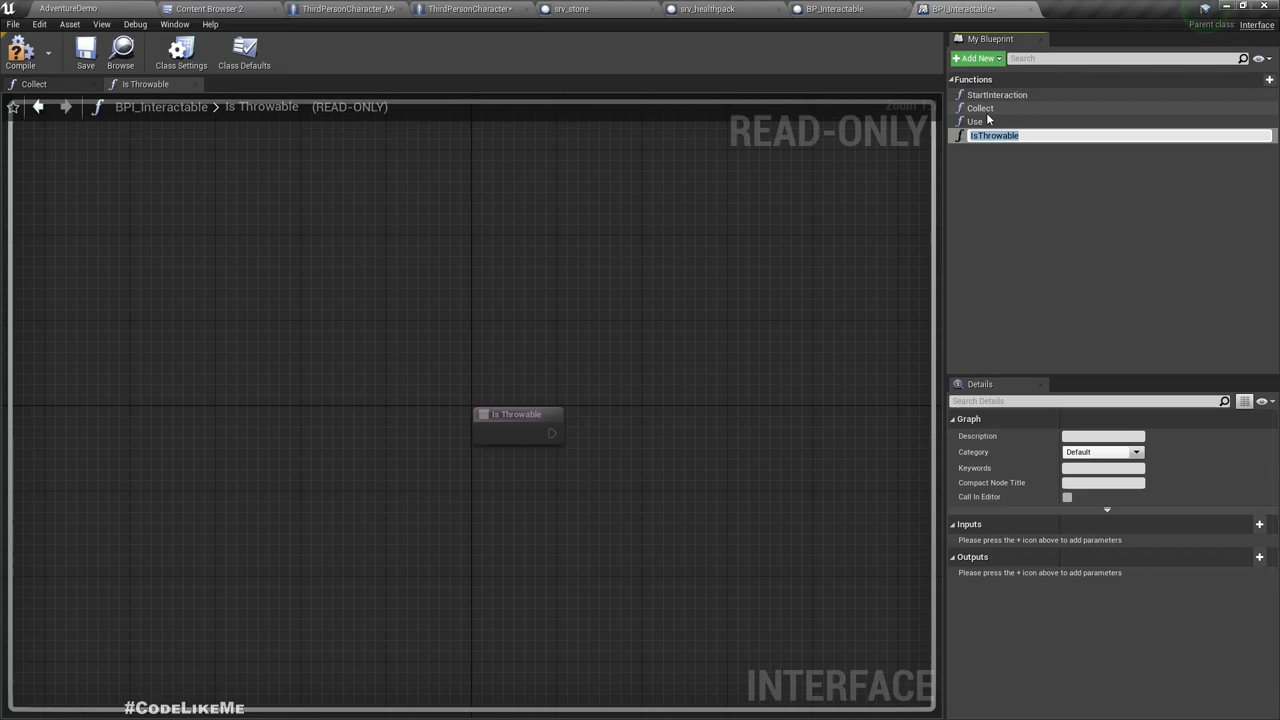 AdventureDemo
Content Browser 2
ThirdPersonCharacter_M
ThirdPersonCharacter*
srv_stone
srv_healthpack
BP_Interactable
BPI_Interactable*
Parent class: Interface
File Edit Asset View Debug Window Help
Compile
Save
Browse
Class Settings
Class Defaults
Collect
Is Throwable
BPI_Interactable > Is Throwable (READ-ONLY)
READ-ONLY
Is Throwable
INTERFACE
#CodeLikeMe
My Blueprint
+Add New
Search
Functions
StartInteraction
Collect
Use
IsThrowable
Details
Search Details
Graph
Description
Category Default
Keywords
Compact Node Title
Call In Editor
Inputs
Please press the + icon above to add parameters
Outputs
Please press the + icon above to add parameters